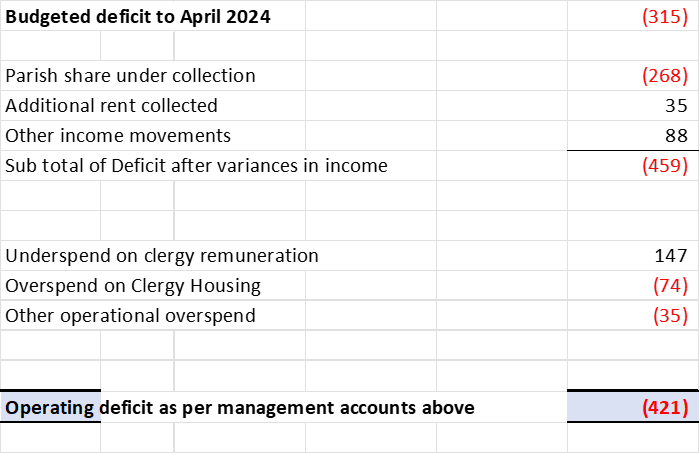 Budgeted deficit to April 2024 (315)
Parish share under collection (268)
Additional rent collected 35
Other income movements 88
Sub total of Deficit after variances in income (459)
Underspend on clergy remuneration 147
Overspend on Clergy Housing (74)
Other operational overspend (35)
Operating deficit as per management accounts above (421)